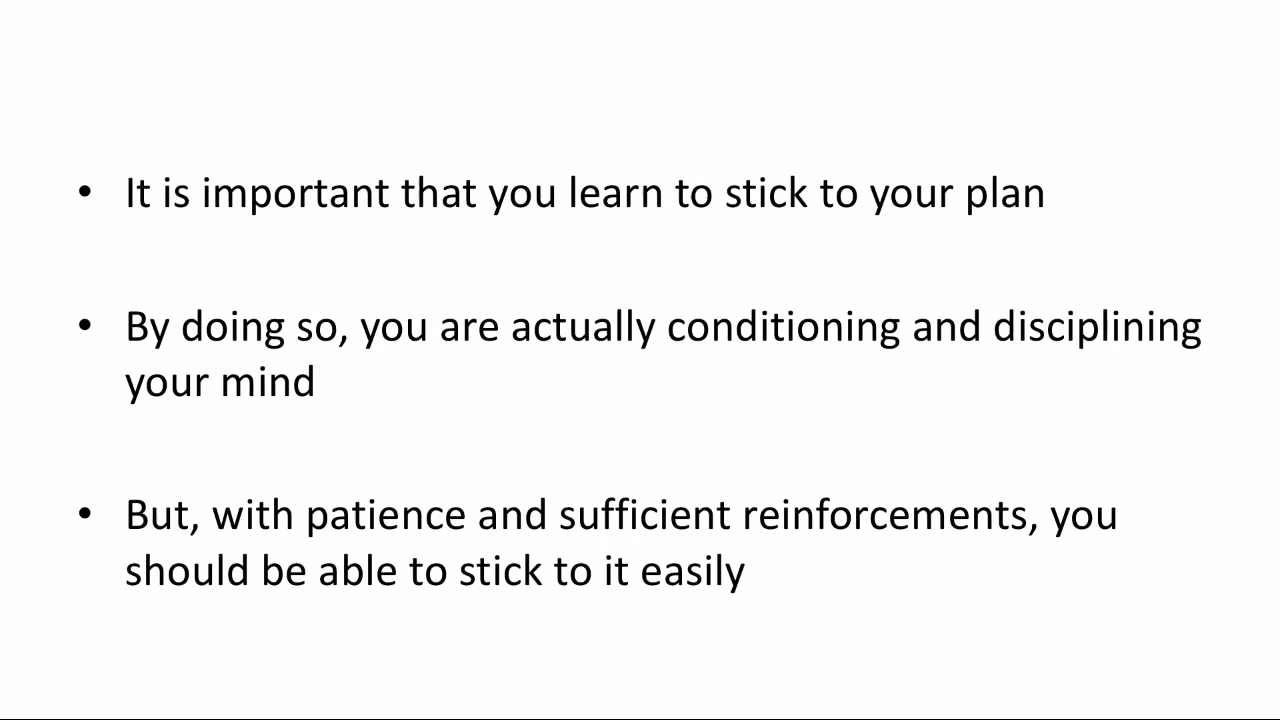 • It is important that you learn to stick to your plan
• By doing so, you are actually conditioning and disciplining
your mind
• But, with patience and sufficient reinforcements, you
should be able to stick to it easily